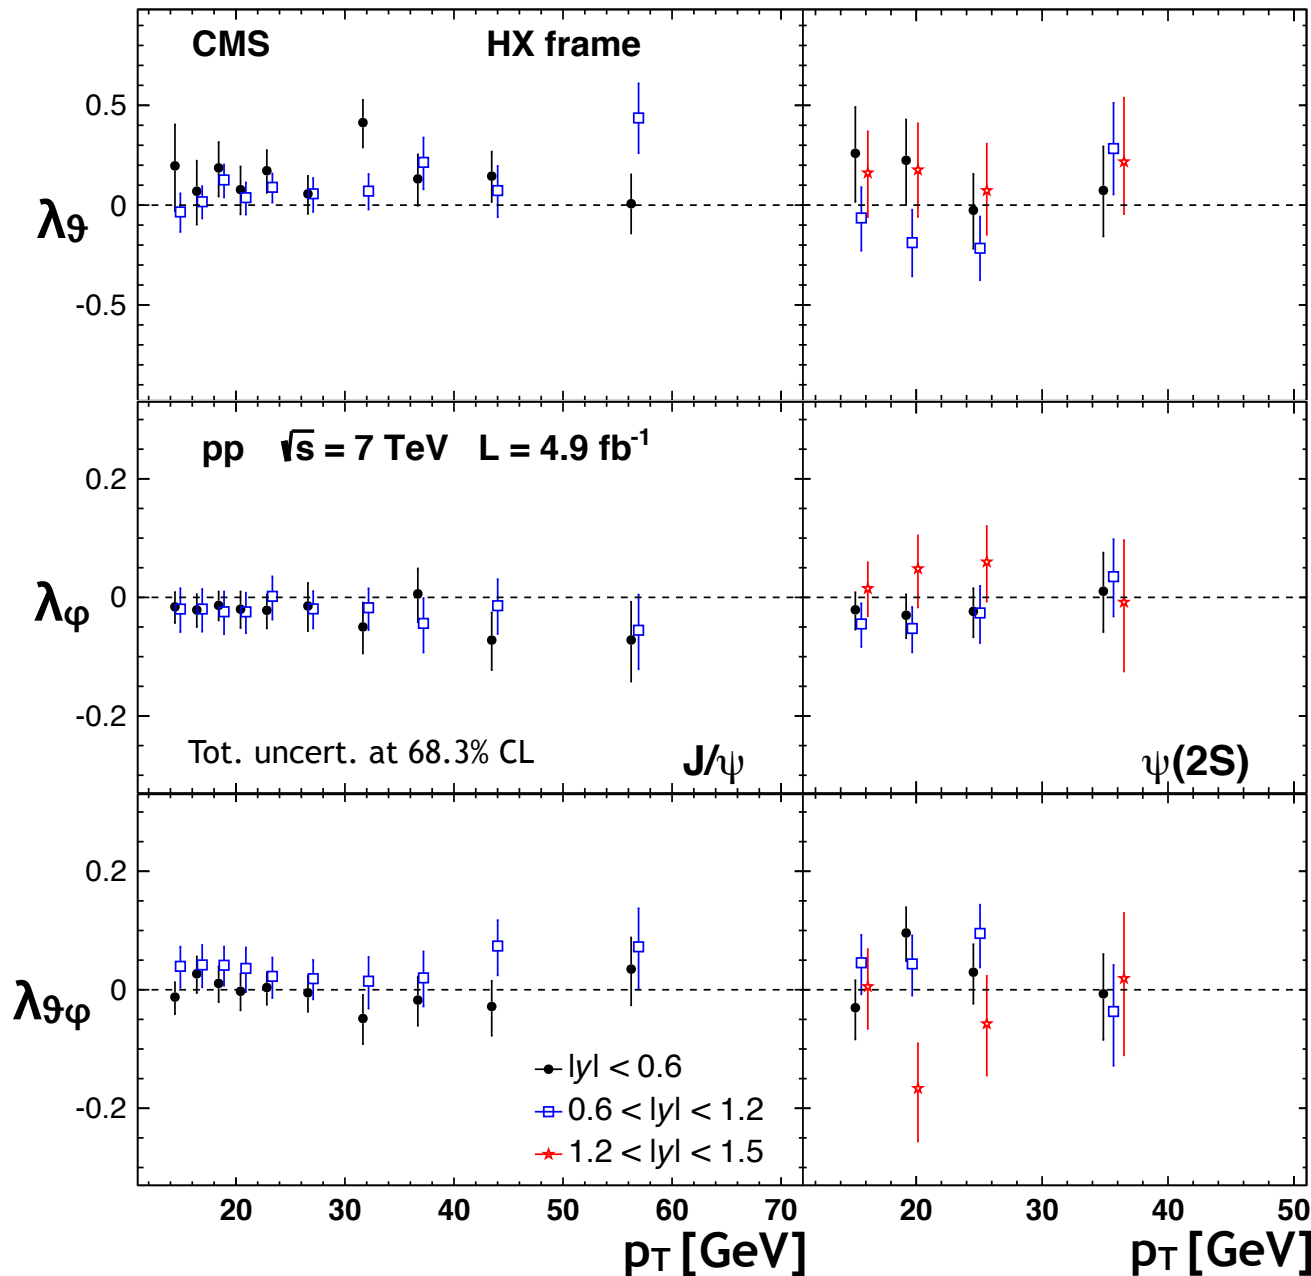 CMS HX frame
0.5
0
-0.5
λϑ
pp √s = 7 TeV L = 4.9 fb-1
0.2
0
-0.2
λφ
Tot. uncert. at 68.3% CL
J/ψ
ψ(2S)
0.2
0
-0.2
λϑφ
|y| < 0.6
0.6 < |y| < 1.2
1.2 < |y| < 1.5
20 30 40 50 60 70 20 30 40 50
pT [GeV] pT [GeV]